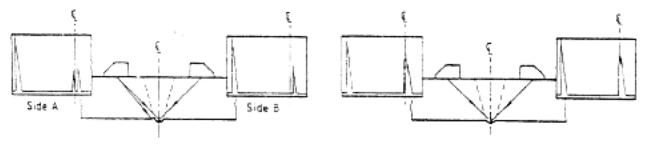 ℄ ℄ ℄ ℄ ℄ ℄
Side A Side B